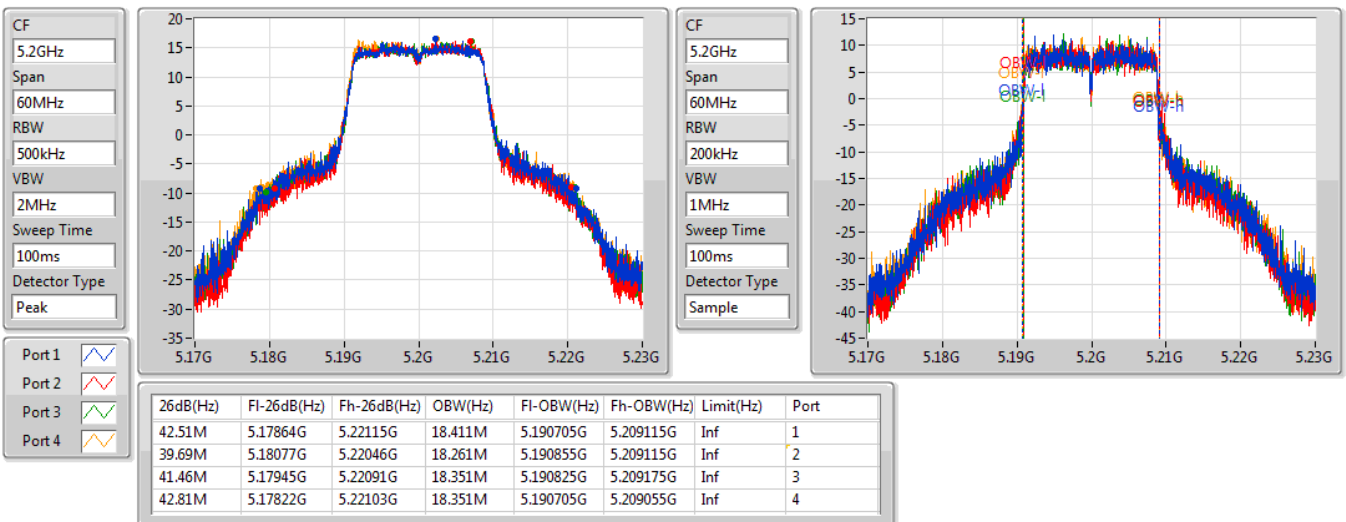 CF
5.2GHz
Span
60MHz
RBW
500kHz
VBW
2MHz
Sweep Time
100ms
Detector Type
Peak
20
15
10
5
0
-5
-10
-15
-20
-25
-30
-35
5.17G 5.18G 5.19G 5.2G 5.21G 5.22G 5.23G
CF
5.2GHz
Span
60MHz
RBW
200kHz
VBW
1MHz
Sweep Time
100ms
Detector Type
Sample
15
10
5
0
-5
-10
-15
-20
-25
-30
-35
-40
-45
OBW-l
OBW-l
OBW-h
OBW-h
5.17G 5.18G 5.19G 5.2G 5.21G 5.22G 5.23G
Port 1
Port 2
Port 3
Port 4
26dB(Hz) Fl-26dB(Hz) Fh-26dB(Hz) OBW(Hz) Fl-OBW(Hz) Fh-OBW(Hz) Limit(Hz) Port
42.51M 5.17864G 5.22115G 18.411M 5.190705G 5.209115G Inf 1
39.69M 5.18077G 5.22046G 18.261M 5.190855G 5.209115G Inf 2
41.46M 5.17945G 5.22091G 18.351M 5.190825G 5.209175G Inf 3
42.81M 5.17822G 5.22103G 18.351M 5.190705G 5.209055G Inf 4